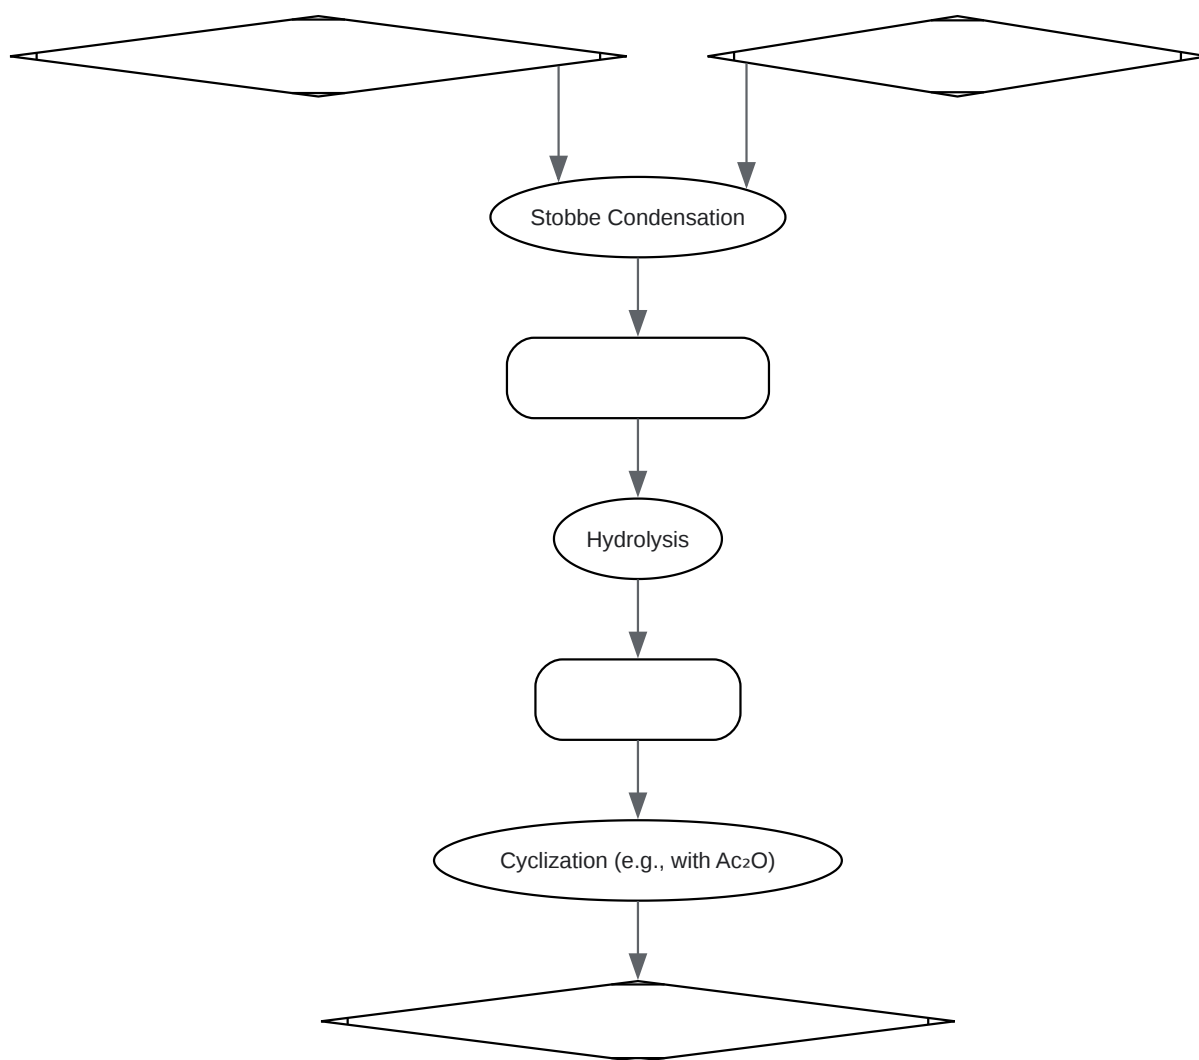 Stobbe Condensation
Hydrolysis
Cyclization (e.g., with Ac₂O)